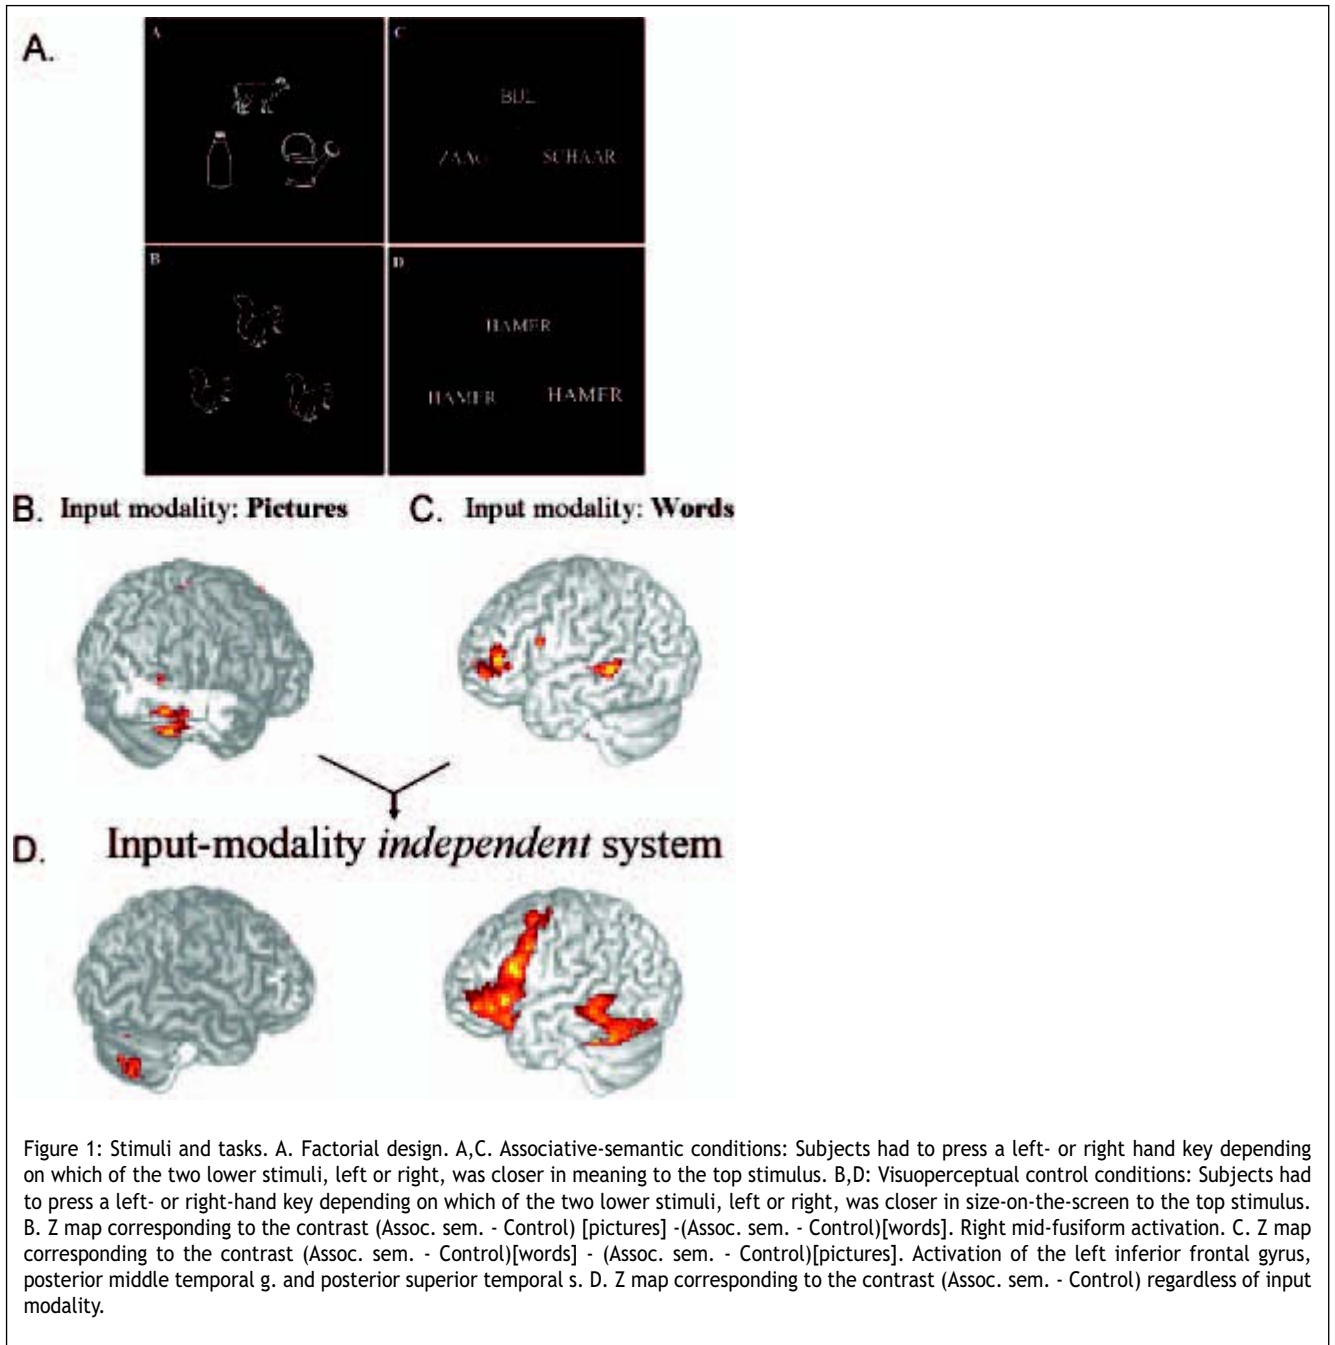 A.
A
C
BIJL
ZAAG
SCHAAR
B
D
HAMER
HAMER
HAMER
B. Input modality: Pictures
C. Input modality: Words
D. Input-modality independent system
Figure 1: Stimuli and tasks. A. Factorial design. A,C. Associative-semantic conditions: Subjects had to press a left- or right hand key depending
on which of the two lower stimuli, left or right, was closer in meaning to the top stimulus. B,D: Visuoperceptual control conditions: Subjects had
to press a left- or right-hand key depending on which of the two lower stimuli, left or right, was closer in size-on-the-screen to the top stimulus.
B. Z map corresponding to the contrast (Assoc. sem. - Control) [pictures] -(Assoc. sem. - Control)[words]. Right mid-fusiform activation. C. Z map
corresponding to the contrast (Assoc. sem. - Control)[words] - (Assoc. sem. - Control)[pictures]. Activation of the left inferior frontal gyrus,
posterior middle temporal g. and posterior superior temporal s. D. Z map corresponding to the contrast (Assoc. sem. - Control) regardless of input
modality.